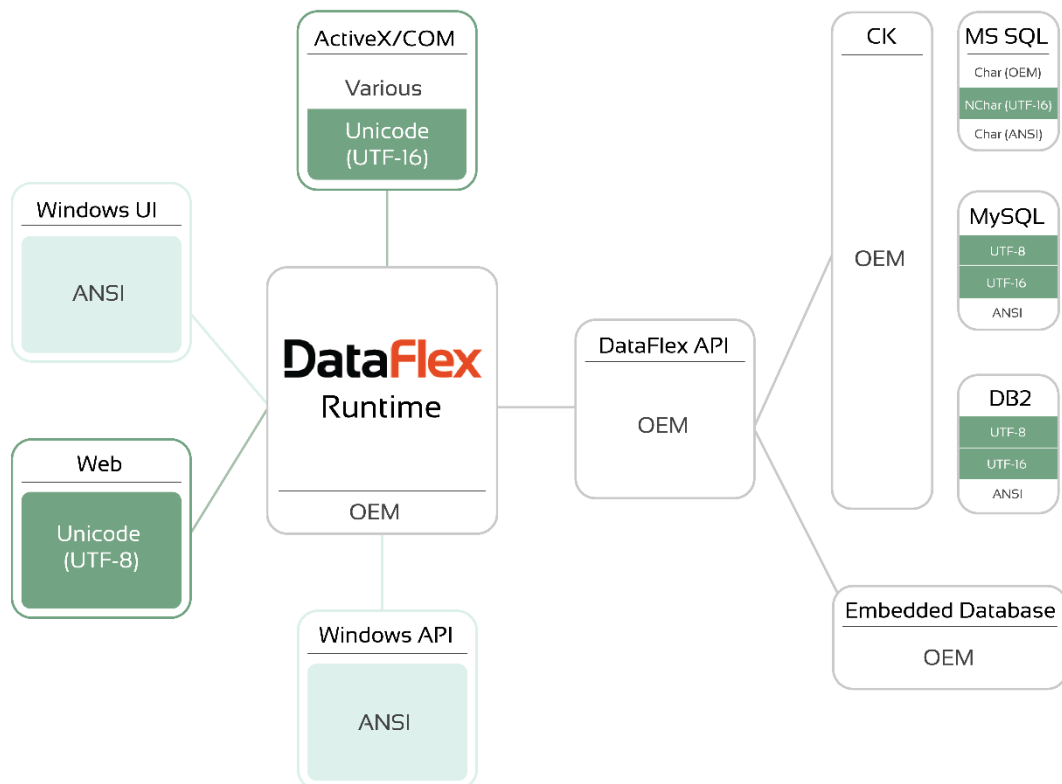 ActiveX/COM
Various
Unicode
(UTF-16)
Windows UI
ANSI
Web
Unicode
(UTF-8)
DataFlex
Runtime
OEM
Windows API
ANSI
DataFlex API
OEM
CK
OEM
MS SQL
Char (OEM)
NChar (UTF-16)
Char (ANSI)
MySQL
UTF-8
UTF-16
ANSI
DB2
UTF-8
UTF-16
ANSI
Embedded Database
OEM